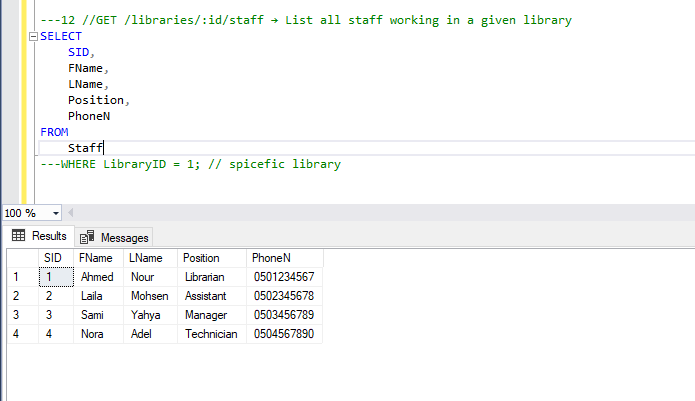 ---12 //GET /libraries/:id/staff → List all staff working in a given library
SELECT
SID,
FName,
LName,
Position,
PhoneN
FROM
Staff
---WHERE LibraryID = 1; // spicefic library
100 %
Results Messages
SID FName LName Position PhoneN
1 1 Ahmed Nour Librarian 0501234567
2 2 Laila Mohsen Assistant 0502345678
3 3 Sami Yahya Manager 0503456789
4 4 Nora Adel Technician 0504567890